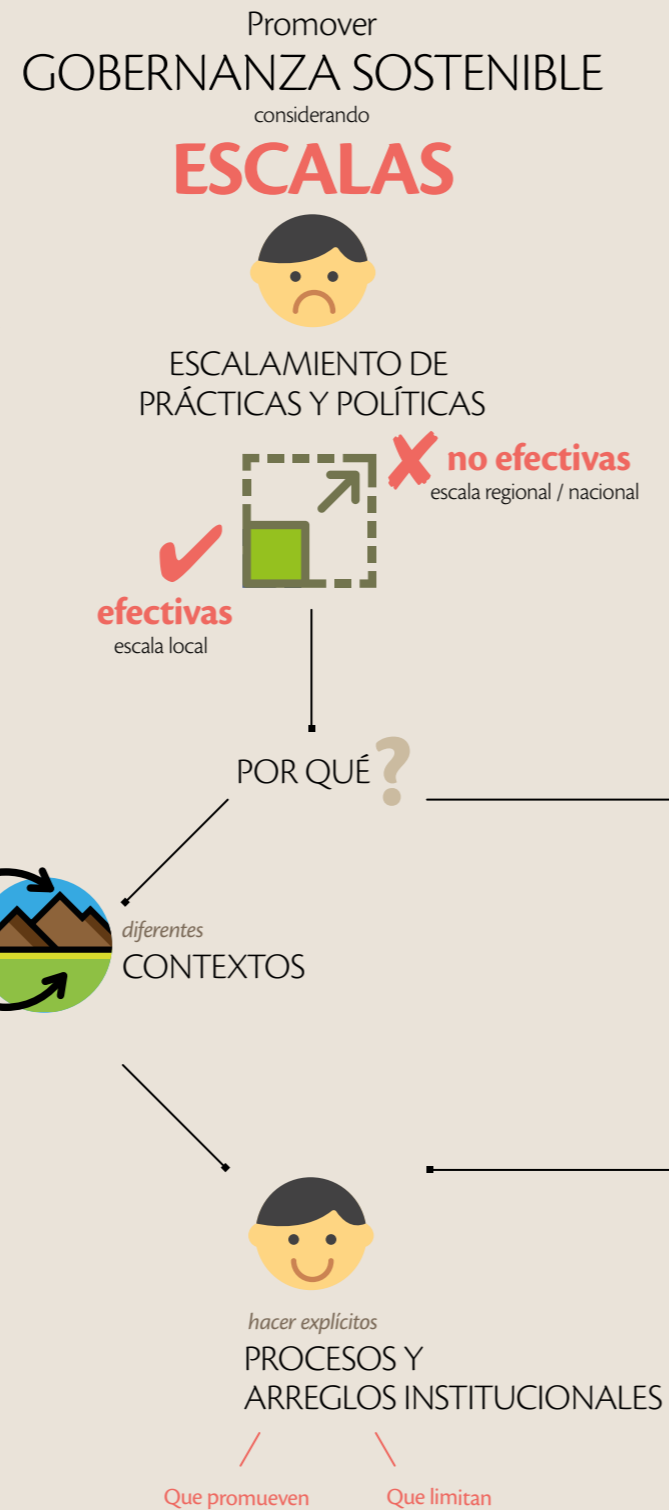 Promover
GOBERNANZA SOSTENIBLE
considerando
ESCALAS
ESCALAMIENTO DE
PRÁCTICAS Y POLÍTICAS
no efectivas
escala regional / nacional
efectivas
escala local
POR QUÉ ?
diferentes
CONTEXTOS
hacer explícitos
PROCESOS Y
ARREGLOS INSTITUCIONALES
Que promueven
Que limitan